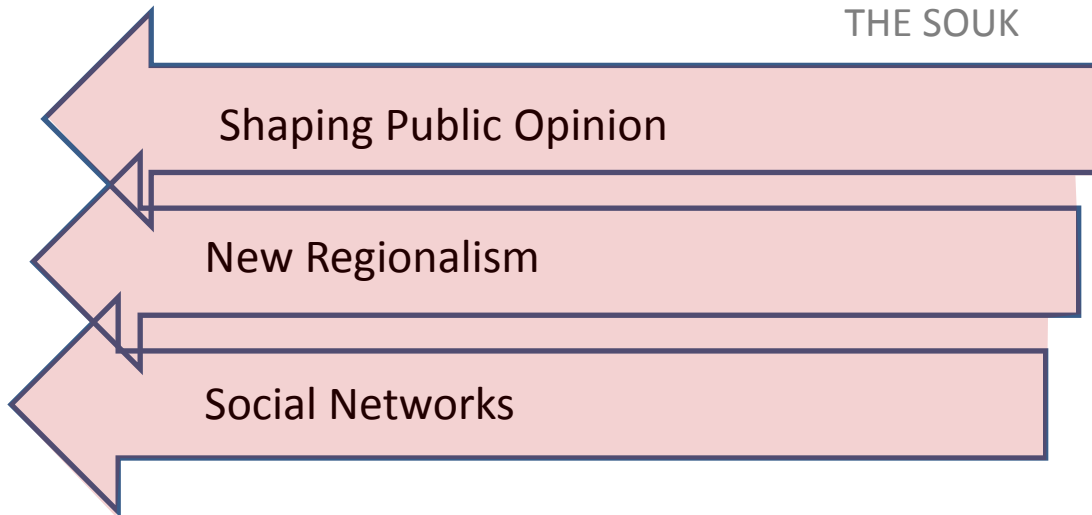 THE SOUK
Shaping Public Opinion
New Regionalism
Social Networks